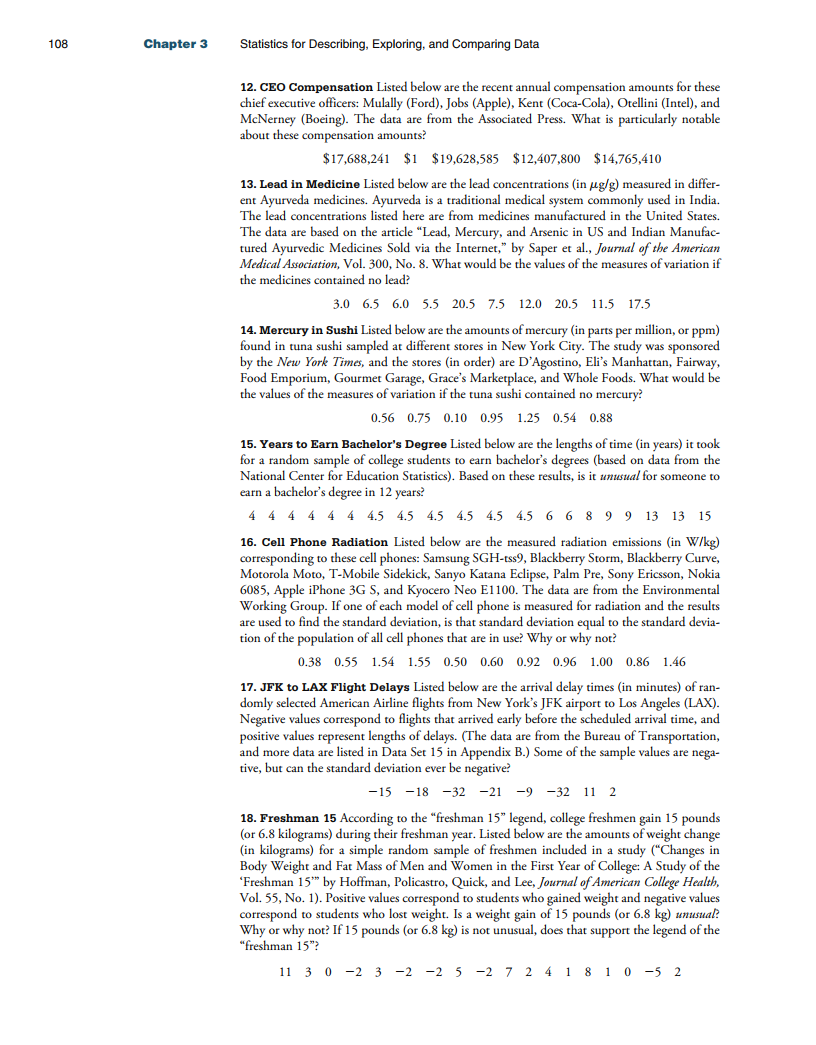 108 Chapter 3 Statistics for Describing, Exploring, and Comparing Data
12. CEO Compensation Listed below are the recent annual compensation amounts for these
chief executive officers: Mulally (Ford), Jobs (Apple), Kent (Coca-Cola), Otellini (Intel), and
McNerney (Boeing). The data are from the Associated Press. What is particularly notable
about these compensation amounts?
$17,688,241 $1 $19,628,585 $12,407,800 $14,765,410
13. Lead in Medicine Listed below are the lead concentrations (in μg/g) measured in differ-
ent Ayurveda medicines. Ayurveda is a traditional medical system commonly used in India.
The lead concentrations listed here are from medicines manufactured in the United States.
The data are based on the article “Lead, Mercury, and Arsenic in US and Indian Manufac-
tured Ayurvedic Medicines Sold via the Internet,” by Saper et al., Journal of the American
Medical Association, Vol. 300, No. 8. What would be the values of the measures of variation if
the medicines contained no lead?
3.0 6.5 6.0 5.5 20.5 7.5 12.0 20.5 11.5 17.5
14. Mercury in Sushi Listed below are the amounts of mercury (in parts per million, or ppm)
found in tuna sushi sampled at different stores in New York City. The study was sponsored
by the New York Times, and the stores (in order) are D’Agostino, Eli’s Manhattan, Fairway,
Food Emporium, Gourmet Garage, Grace’s Marketplace, and Whole Foods. What would be
the values of the measures of variation if the tuna sushi contained no mercury?
0.56 0.75 0.10 0.95 1.25 0.54 0.88
15. Years to Earn Bachelor’s Degree Listed below are the lengths of time (in years) it took
for a random sample of college students to earn bachelor’s degrees (based on data from the
National Center for Education Statistics). Based on these results, is it unusual for someone to
earn a bachelor’s degree in 12 years?
4 4 4 4 4 4 4.5 4.5 4.5 4.5 4.5 4.5 6 6 8 9 9 13 13 15
16. Cell Phone Radiation Listed below are the measured radiation emissions (in W/kg)
corresponding to these cell phones: Samsung SGH-tss9, Blackberry Storm, Blackberry Curve,
Motorola Moto, T-Mobile Sidekick, Sanyo Katana Eclipse, Palm Pre, Sony Ericsson, Nokia
6085, Apple iPhone 3G S, and Kyocero Neo E1100. The data are from the Environmental
Working Group. If one of each model of cell phone is measured for radiation and the results
are used to find the standard deviation, is that standard deviation equal to the standard devia-
tion of the population of all cell phones that are in use? Why or why not?
0.38 0.55 1.54 1.55 0.50 0.60 0.92 0.96 1.00 0.86 1.46
17. JFK to LAX Flight Delays Listed below are the arrival delay times (in minutes) of ran-
domly selected American Airline flights from New York’s JFK airport to Los Angeles (LAX).
Negative values correspond to flights that arrived early before the scheduled arrival time, and
positive values represent lengths of delays. (The data are from the Bureau of Transportation,
and more data are listed in Data Set 15 in Appendix B.) Some of the sample values are nega-
tive, but can the standard deviation ever be negative?
−15 −18 −32 −21 −9 −32 11 2
18. Freshman 15 According to the “freshman 15” legend, college freshmen gain 15 pounds
(or 6.8 kilograms) during their freshman year. Listed below are the amounts of weight change
(in kilograms) for a simple random sample of freshmen included in a study (“Changes in
Body Weight and Fat Mass of Men and Women in the First Year of College: A Study of the
‘Freshman 15’” by Hoffman, Policastro, Quick, and Lee, Journal of American College Health,
Vol. 55, No. 1). Positive values correspond to students who gained weight and negative values
correspond to students who lost weight. Is a weight gain of 15 pounds (or 6.8 kg) unusual?
Why or why not? If 15 pounds (or 6.8 kg) is not unusual, does that support the legend of the
“freshman 15”?
11 3 0 −2 3 −2 −2 5 −2 7 2 4 1 8 1 0 −5 2